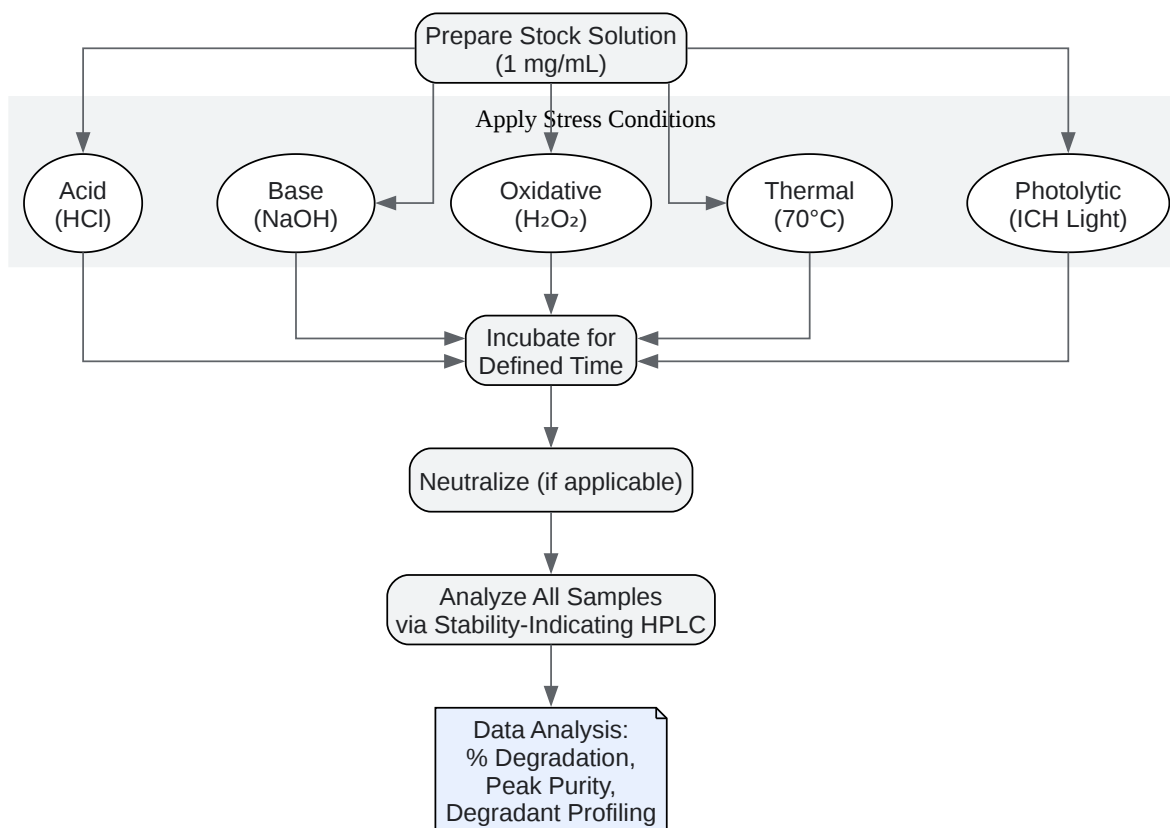 Prepare Stock Solution
(1 mg/mL)
Apply Stress Conditions
Acid
(HCl)
Base
(NaOH)
Oxidative
(H₂O₂)
Thermal
(70°C)
Photolytic
(ICH Light)
Incubate for
Defined Time
Neutralize (if applicable)
Analyze All Samples
via Stability-Indicating HPLC
Data Analysis:
% Degradation,
Peak Purity,
Degradant Profiling